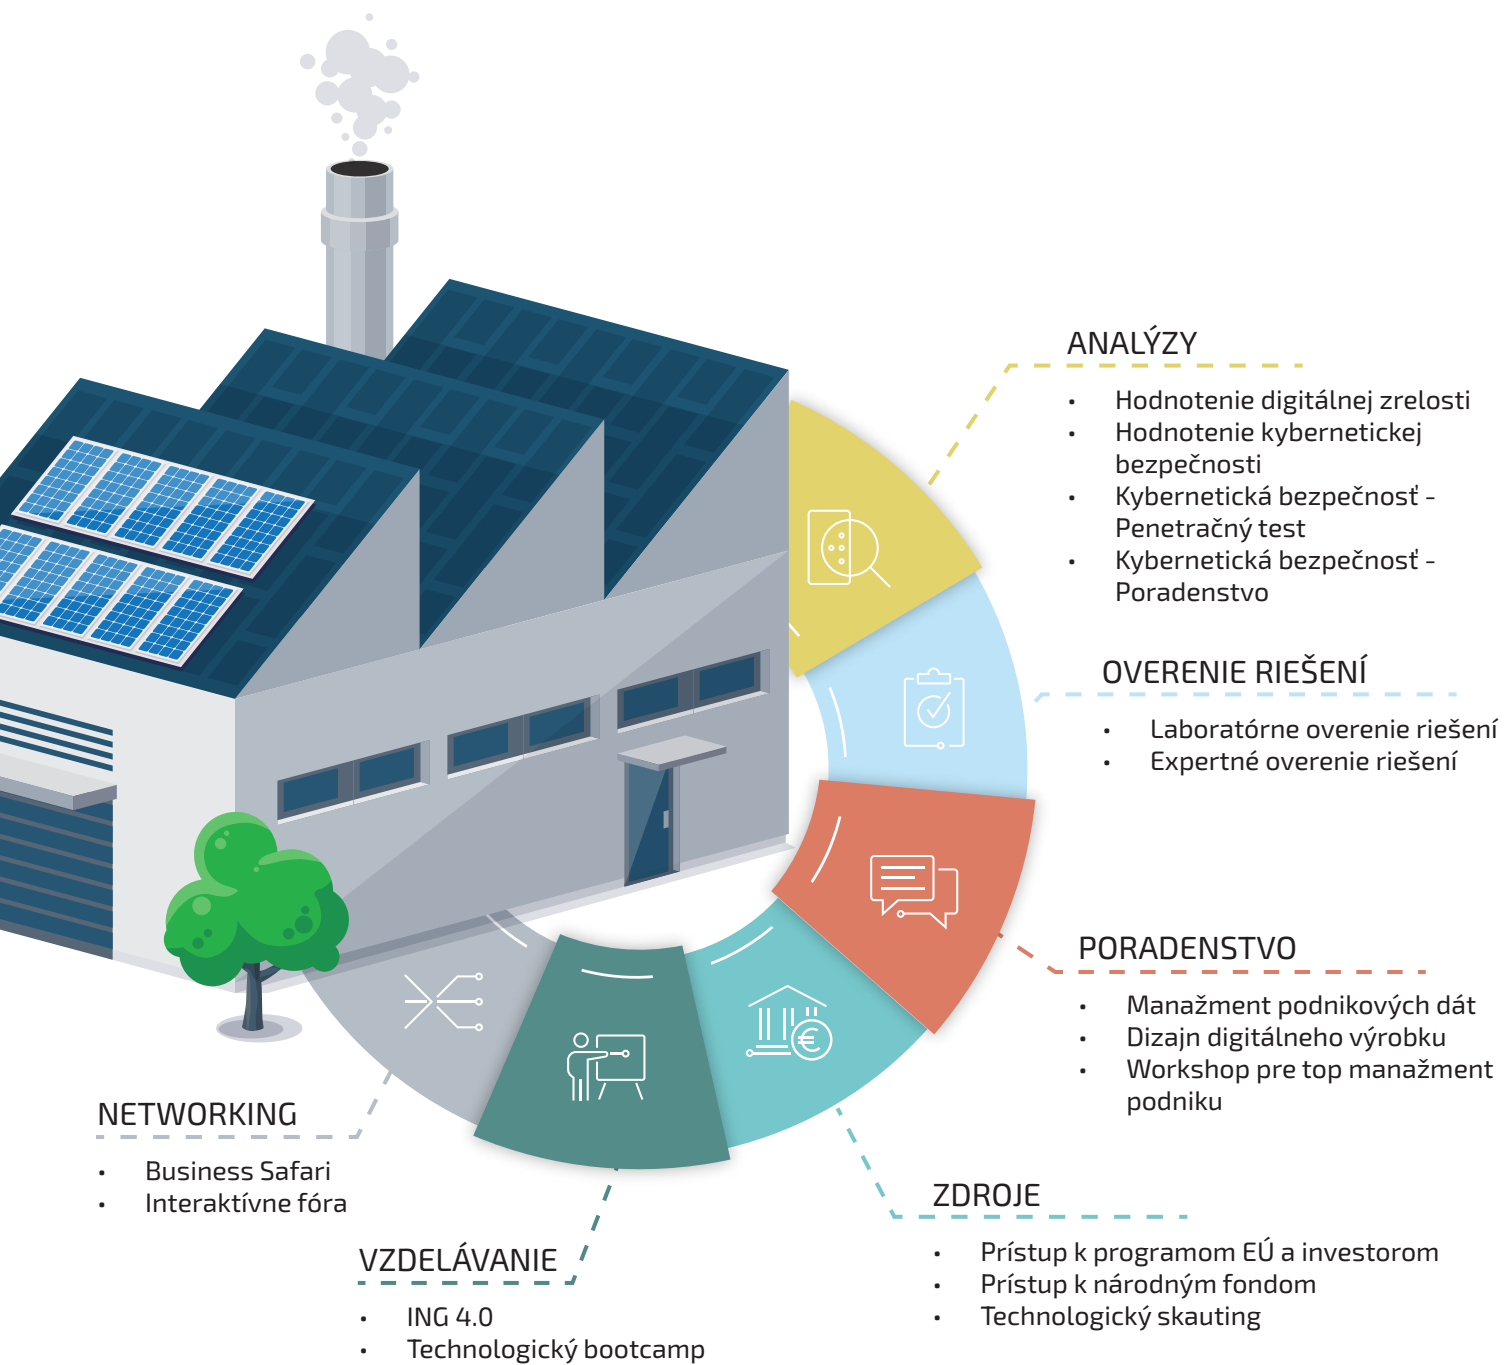 ANALÝZY
• Hodnotenie digitálnej zrelosti
• Hodnotenie kybernetickej
bezpečnosti
• Kybernetická bezpečnosť -
Penetračný test
• Kybernetická bezpečnosť -
Poradenstvo
OVERENIE RIEŠENÍ
• Laboratórne overenie riešení
• Expertné overenie riešení
PORADENSTVO
• Manažment podnikových dát
• Dizajn digitálneho výrobku
• Workshop pre top manažment
podniku
ZDROJE
• Prístup k programom EÚ a investorom
• Prístup k národným fondom
• Technologický skauting
VZDELÁVANIE
• ING 4.0
• Technologický bootcamp
NETWORKING
• Business Safari
• Interaktívne fóra